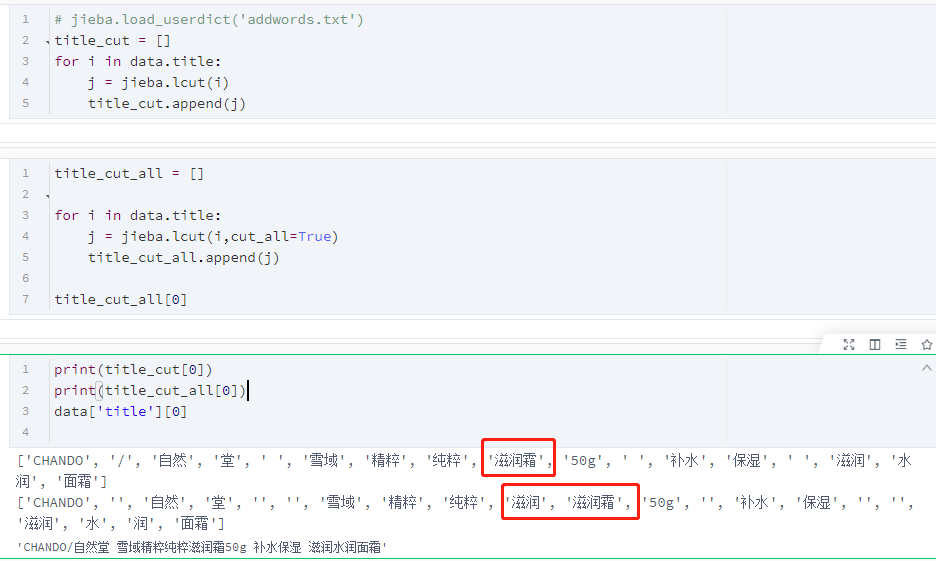 1 # jieba.load_userdict('addwords.txt')
2 title_cut = []
3 for i in data.title:
4     j = jieba.lcut(i)
5     title_cut.append(j)
1 title_cut_all = []
2
3 for i in data.title:
4     j = jieba.lcut(i,cut_all=True)
5     title_cut_all.append(j)
6
7 title_cut_all[0]
1 print(title_cut[0])
2 print(title_cut_all[0])
3 data['title'][0]
4
['CHANDO', '/', '自然', '堂', ' ', '雪域', '精粹', '纯粹', '滋润霜', '50g', ' ', '补水', '保湿', ' ', '滋润', '水
润', '面霜']
['CHANDO', '', '自然', '堂', '', '', '雪域', '精粹', '纯粹', '滋润', '滋润霜', '50g', '', '补水', '保湿', '', '',
'滋润', '水', '润', '面霜']
'CHANDO/自然堂 雪域精粹纯粹滋润霜50g 补水保湿 滋润水润面霜'